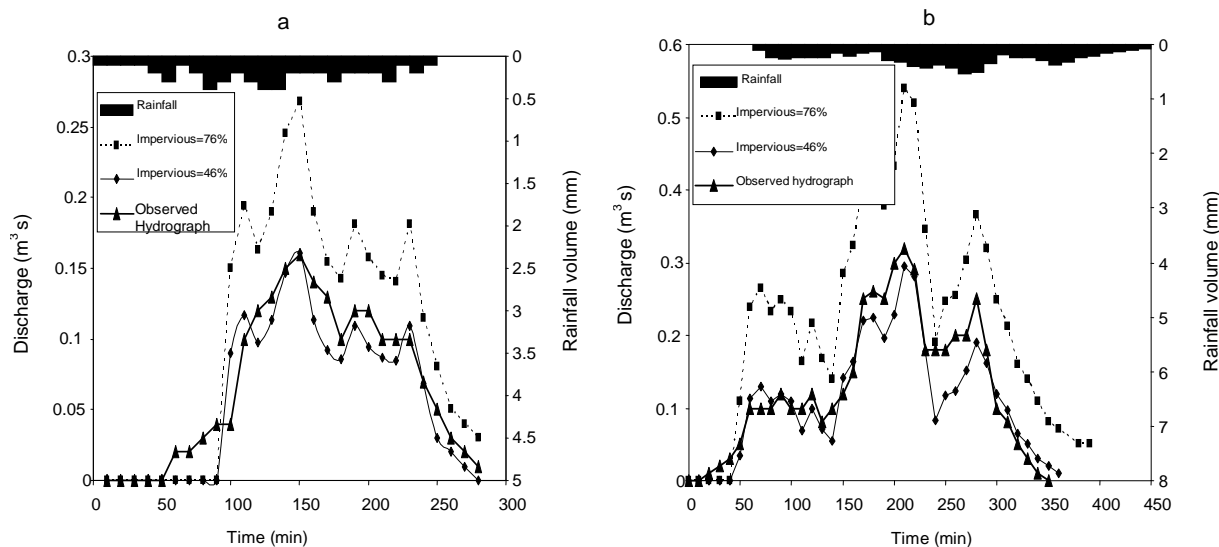 a
0.3
0.25
0.2
0.15
0.1
0.05
0
Discharge (m³ s)
0
0.5
1
1.5
2
2.5
3
3.5
4
4.5
5
Rainfall volume (mm)
Rainfall
Impervious=76%
Impervious=46%
Observed
Hydrograph
0 50 100 150 200 250 300
Time (min)
b
0.6
0.5
0.4
0.3
0.2
0.1
0
Discharge (m³ s)
0
1
2
3
4
5
6
7
8
Rainfall volume (mm)
Rainfall
Impervious=76%
Impervious=46%
Observed hydrograph
0 50 100 150 200 250 300 350 400 450
Time (min)